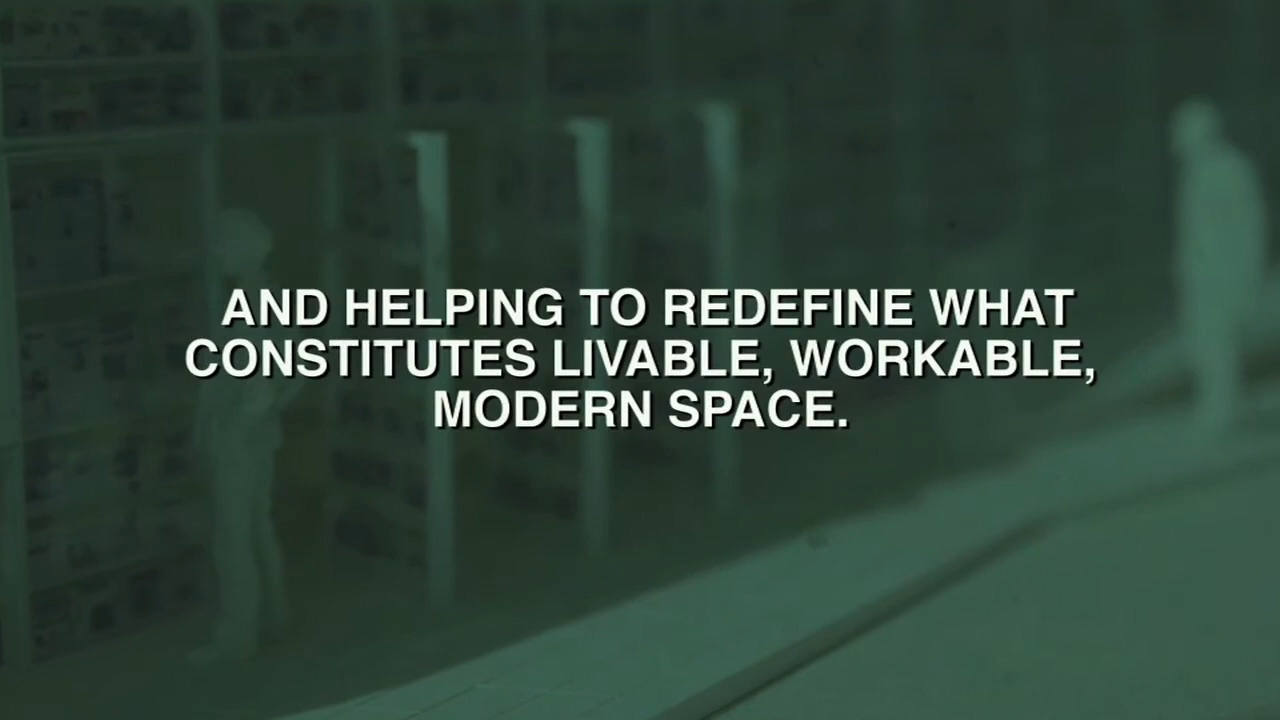 AND HELPING TO REDEFINE WHAT
CONSTITUTES LIVABLE, WORKABLE,
MODERN SPACE.